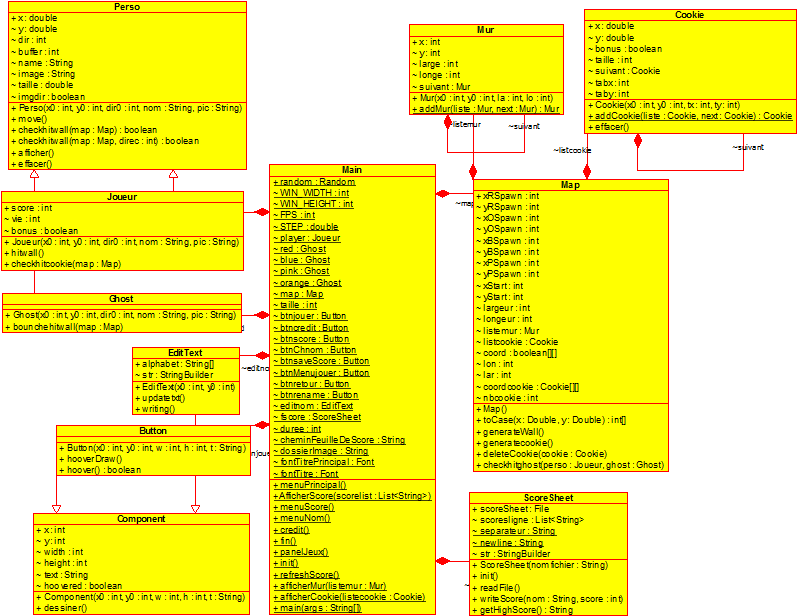 Perso
+ x : double
~ y : double
~ dir : int
~ buffer : int
~ name : String
~ image : String
~ taille : double
~ imgdir : boolean
+ Perso(x0 : int, y0 : int, dir0 : int, nom : String, pic : String)
+ move()
+ checkhitwall(map : Map) : boolean
+ checkhitwall(map : Map, direc : int) : boolean
+ afficher()
+ effacer()
Mur
+ x : int
~ y : int
~ large : int
~ longe : int
~ suivant : Mur
+ Mur(x0 : int, y0 : int, la : int, lo : int)
+ addMur(liste : Mur, next : Mur) : Mur
~listemur
~suivant
Cookie
+ x : double
~ y : double
~ bonus : boolean
~ taille : int
~ suivant : Cookie
~ tabx : int
~ taby : int
+ Cookie(x0 : int, y0 : int, tx : int, ty : int)
+ addCookie(liste : Cookie, next : Cookie) : Cookie
+ effacer()
~listcookie
~suivant
Joueur
+ score : int
~ vie : int
~ bonus : boolean
+ Joueur(x0 : int, y0 : int, dir0 : int, nom : String, pic : String)
+ hitwall()
+ checkhitcookie(map : Map)
Ghost
+ Ghost(x0 : int, y0 : int, dir0 : int, nom : String, pic : String)
+ bounchehitwall(map : Map)
EditText
+ alphabet : String[]
~ str : StringBuilder
+ EditText(x0 : int, y0 : int)
+ updatetxt()
+ writing()
Button
+ Button(x0 : int, y0 : int, w : int, h : int, t : String)
+ hooverDraw()
+ hoover() : boolean
Component
+ x : int
~ y : int
~ width : int
~ height : int
~ text : String
~ hoovered : boolean
+ Component(x0 : int, y0 : int, w : int, h : int, t : String)
+ dessiner()
Main
+ random : Random
~ WIN_WIDTH : int
~ WIN_HEIGHT : int
~ FPS : int
~ STEP : double
~ player : Joueur
~ red : Ghost
~ blue : Ghost
~ pink : Ghost
~ orange : Ghost
~ map : Map
~ taille : int
~ btnjouer : Button
~ btncredit : Button
~ btnscore : Button
~ btnChnom : Button
~ btnsaveScore : Button
~ btnMenujouer : Button
~ btnretour : Button
~ btnrename : Button
~ editnom : EditText
~ fscore : ScoreSheet
~ duree : int
~ cheminFeuilleDeScore : String
~ dossierImage : String
~ fontTitrePrincipal : Font
~ fontTitre : Font
+ menuPrincipal()
+ AfficherScore(scorelist : List<String>)
+ menuScore()
+ menuNom()
+ credit()
+ fin()
+ panelJeux()
+ init()
+ refreshScore()
+ afficherMur(listemur : Mur)
+ afficherCookie(listecookie : Cookie)
+ main(args : String[])
Map
+ xRSpawn : int
~ yRSpawn : int
~ xOSpawn : int
~ yOSpawn : int
~ xBSpawn : int
~ yBSpawn : int
~ xPSpawn : int
~ yPSpawn : int
~ xStart : int
~ yStart : int
~ largeur : int
~ longeur : int
~ listemur : Mur
~ listcookie : Cookie
~ coord : boolean[][]
~ lon : int
~ lar : int
~ coordcookie : Cookie[][]
~ nbcookie : int
+ Map()
+ toCase(x : Double, y : Double) : int[]
+ generateWall()
+ generatecookie()
+ deleteCookie(cookie : Cookie)
+ checkhitghost(perso : Joueur, ghost : Ghost)
ScoreSheet
+ scoreSheet : File
~ scoresligne : List<String>
~ separateur : String
~ newline : String
~ str : StringBuilder
+ ScoreSheet(nomfichier : String)
+ init()
+ readFile()
+ writeScore(nom : String, score : int)
+ getHighScore() : String